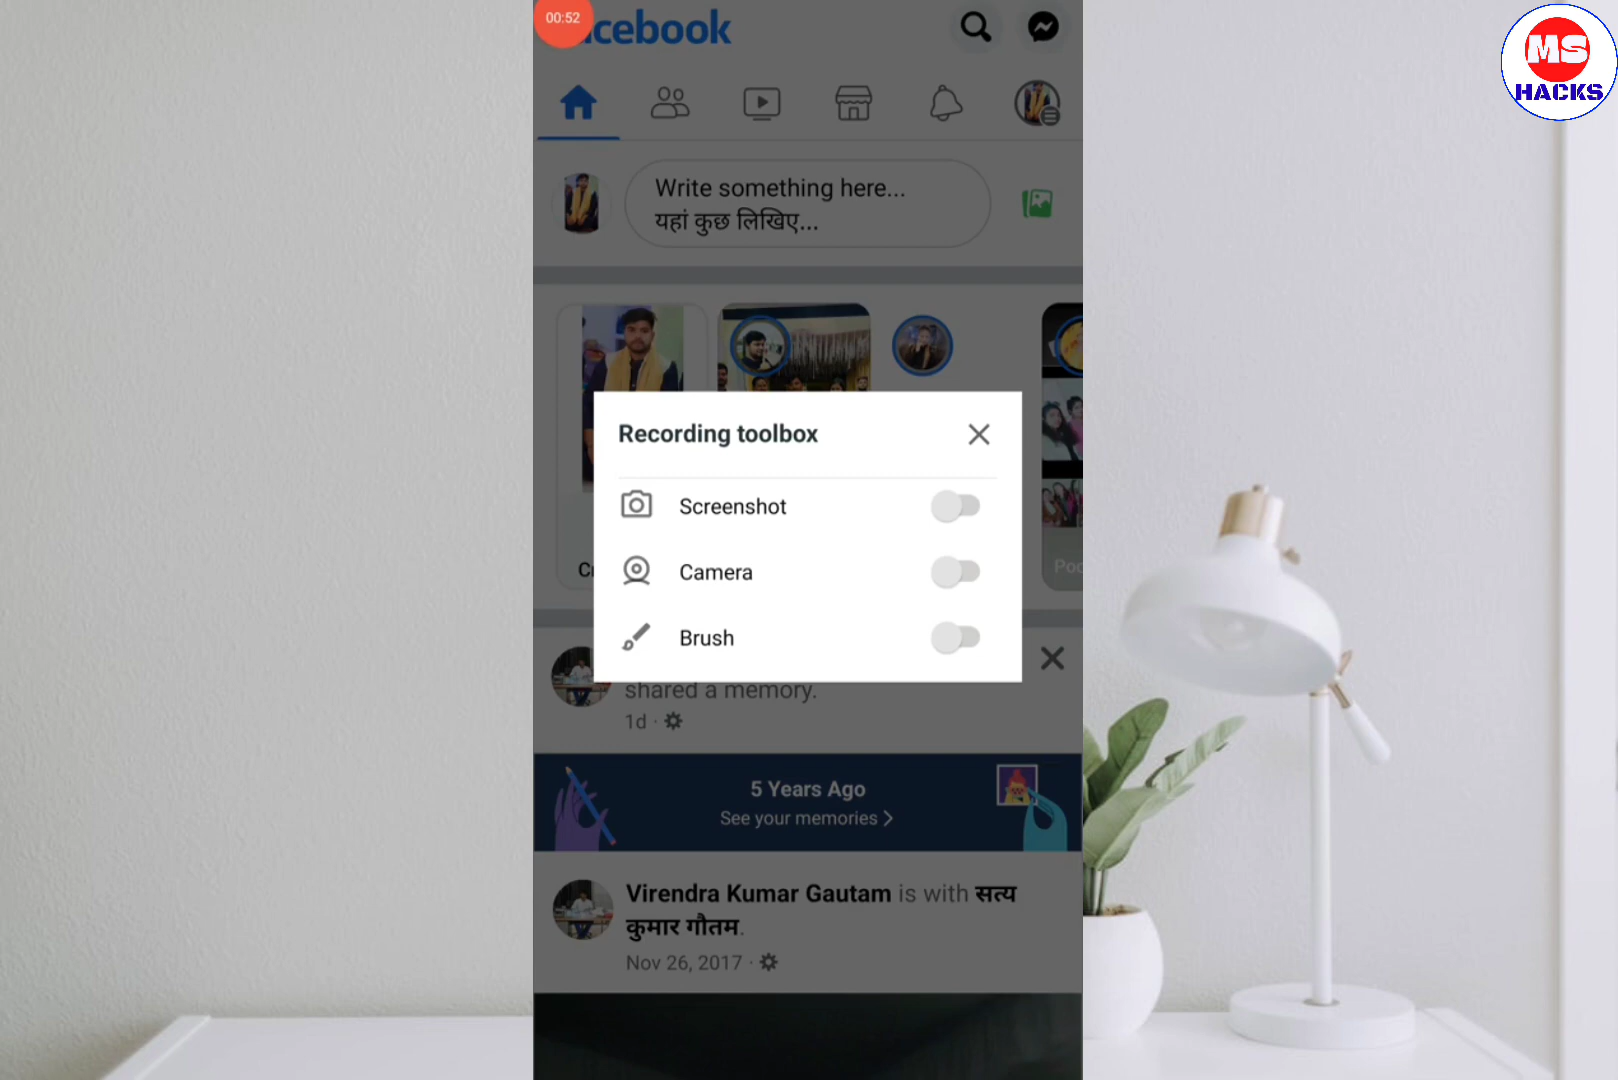 00:52
cebook
MS
HACKS
Write something here...
यहां कुछ लिखिए...
Recording toolbox
Screenshot
Camera
Brush
shared a memory.
1d
5 Years Ago
See your memories
Virendra Kumar Gautam is with सत्य
कुमार गौतम.
Nov 26, 2017